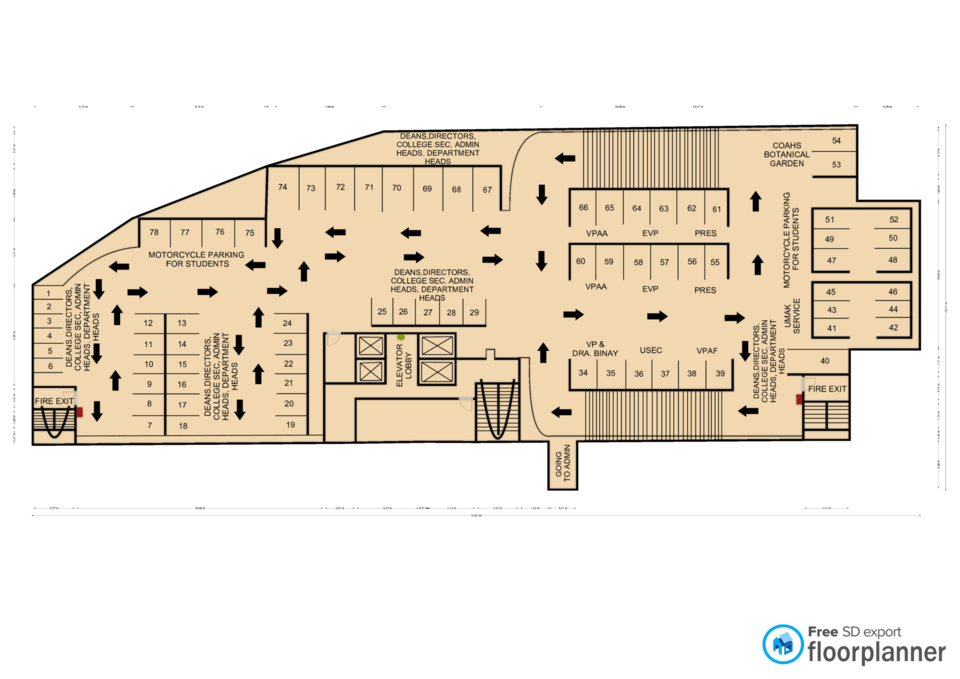 DEANS,DIRECTORS,
COLLEGE SEC, ADMIN
HEADS, DEPARTMENT
HEADS
54
53
COAHS
BOTANICAL
GARDEN
74
73
72
71
70
69
68
67
66
65
64
63
62
61
VPAA
EVP
PRES
51
52
49
50
47
48
MOTORCYCLE PARKING
FOR STUDENTS
78
77
76
75
MOTORCYCLE PARKING
FOR STUDENTS
60
59
58
57
56
55
VPAA
EVP
PRES
DEANS,DIRECTORS,
COLLEGE SEC, ADMIN
HEADS, DEPARTMENT
HEADS
25
26
27
28
29
1
2
3
4
5
6
DEANS,DIRECTORS,
COLLEGE SEC, ADMIN
HEADS, DEPARTMENT
HEADS
12
13
11
14
10
15
9
16
8
17
7
18
DEANS,DIRECTORS,
COLLEGE SEC, ADMIN
HEADS, DEPARTMENT
HEADS
24
23
22
21
20
19
ELEVATOR
LOBBY
45
46
43
44
41
42
UMAK
SERVICE
40
VP &
DRA. BINAY
USEC
VPAF
34
35
36
37
38
39
DEANS,DIRECTORS,
COLLEGE SEC, ADMIN
HEADS, DEPARTMENT
HEADS
FIRE EXIT
FIRE EXIT
GOING
TO ADMIN
Free SD export
floorplanner